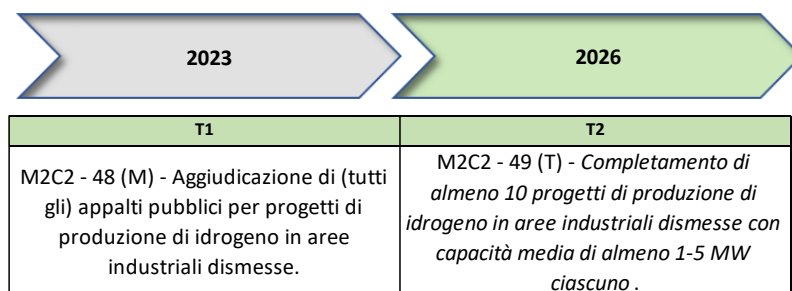 2023
2026
T1
T2
M2C2 - 48 (M) - Aggiudicazione di (tutti
gli) appalti pubblici per progetti di
produzione di idrogeno in aree
industriali dismesse.
M2C2 - 49 (T) - Completamento di
almeno 10 progetti di produzione di
idrogeno in aree industriali dismesse con
capacità media di almeno 1-5 MW
ciascuno .